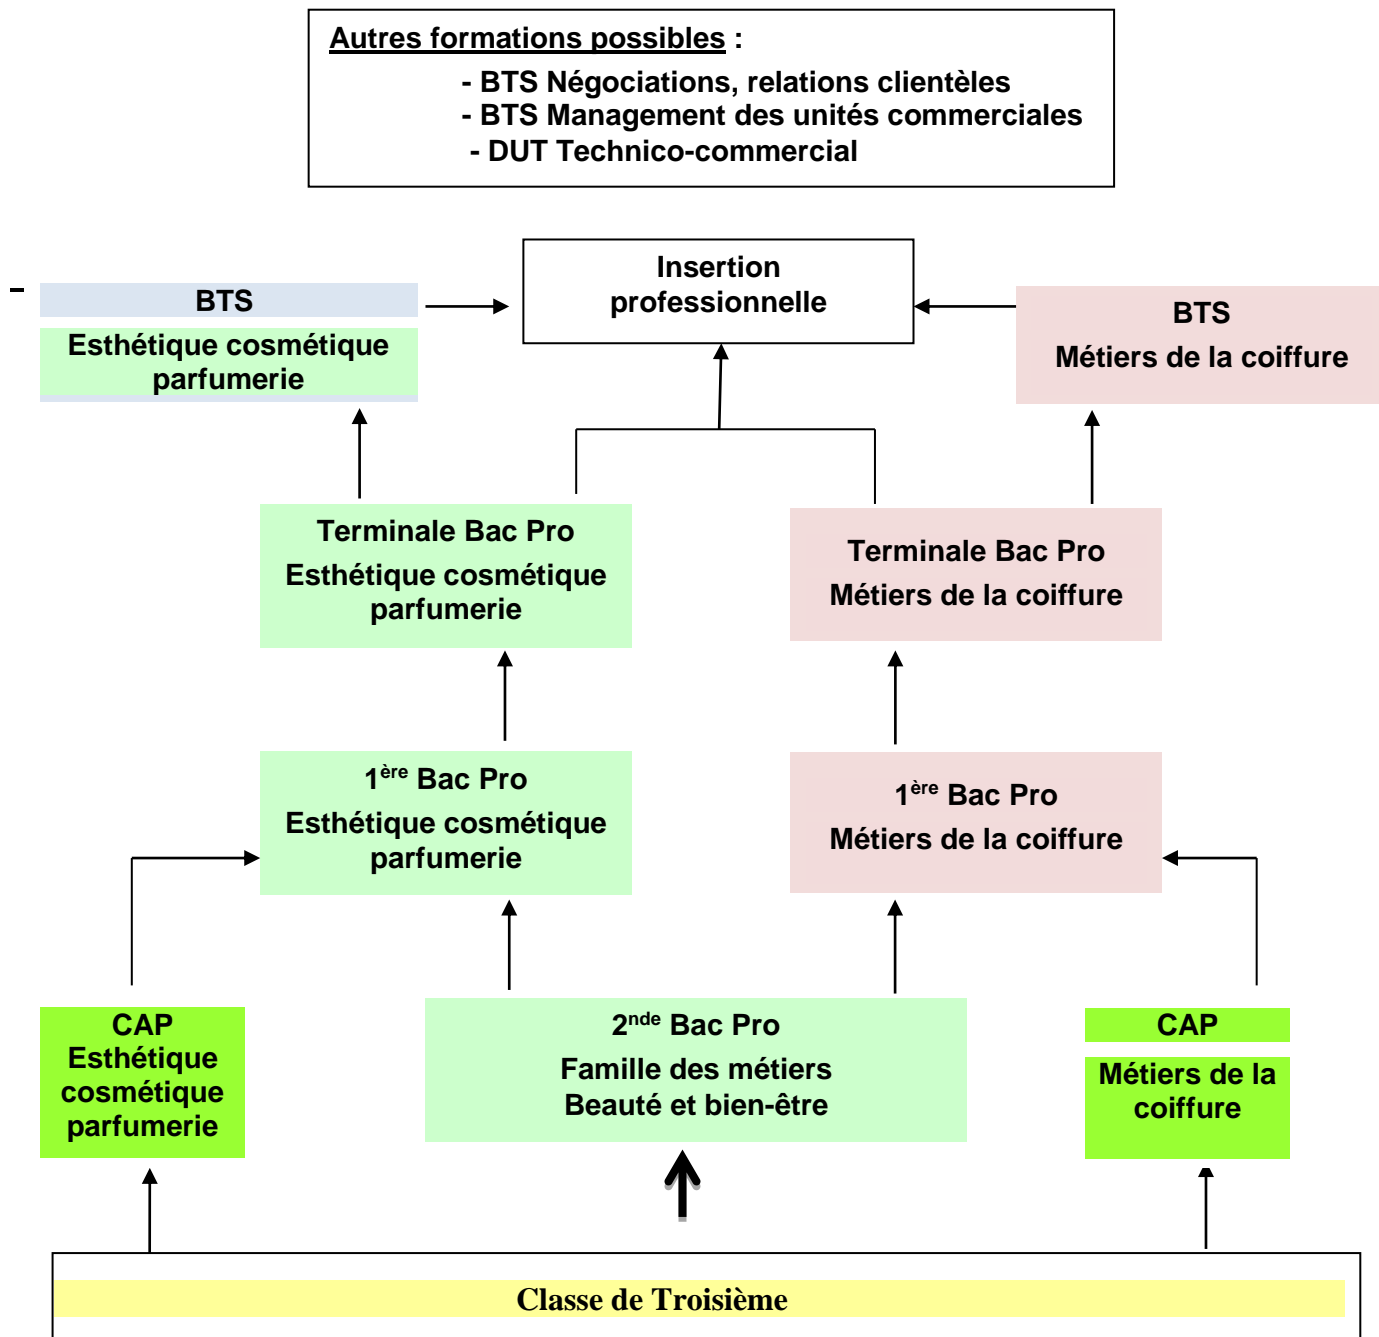 Autres formations possibles :
- BTS Négociations, relations clientèles
- BTS Management des unités commerciales
- DUT Technico-commercial
Insertion
professionnelle
BTS
Esthétique cosmétique
parfumerie
BTS
Métiers de la coiffure
Terminale Bac Pro
Esthétique cosmétique
parfumerie
Terminale Bac Pro
Métiers de la coiffure
1ère Bac Pro
Esthétique cosmétique
parfumerie
1ère Bac Pro
Métiers de la coiffure
CAP
Esthétique
cosmétique
parfumerie
2nde Bac Pro
Famille des métiers
Beauté et bien-être
CAP
Métiers de la
coiffure
Classe de Troisième